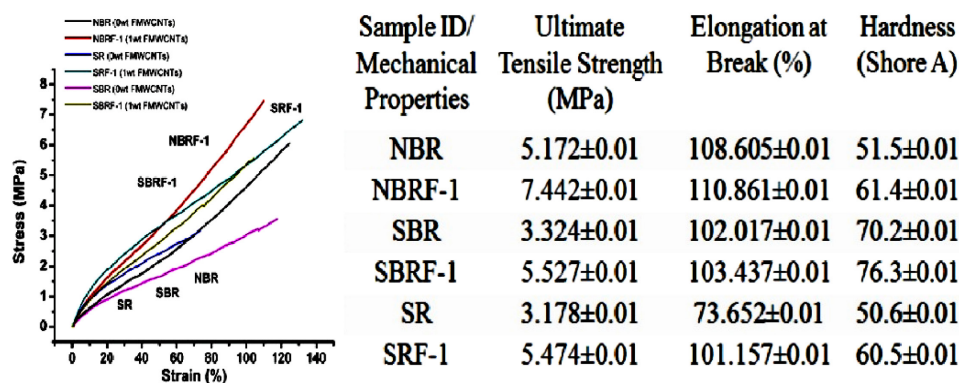 NBR (0wt FMWCNTs)
NBRF-1 (1wt FMWCNTs)
SR (0wt FMWCNTs)
SRF-1 (1wt FMWCNTs)
SBR (0wt FMWCNTs)
SBRF-1 (1wt FMWCNTs)
8
7
6
5
4
3
2
1
0
Stress (MPa)
SRF-1
NBRF-1
SBRF-1
NBR
SBR
SR
0 20 40 60 80 100 120 140
Strain (%)
Sample ID/ Ultimate Elongation at Hardness
Mechanical Tensile Strength Break (%) (Shore A)
Properties (MPa)
NBR 5.172±0.01 108.605±0.01 51.5±0.01
NBRF-1 7.442±0.01 110.861±0.01 61.4±0.01
SBR 3.324±0.01 102.017±0.01 70.2±0.01
SBRF-1 5.527±0.01 103.437±0.01 76.3±0.01
SR 3.178±0.01 73.652±0.01 50.6±0.01
SRF-1 5.474±0.01 101.157±0.01 60.5±0.01